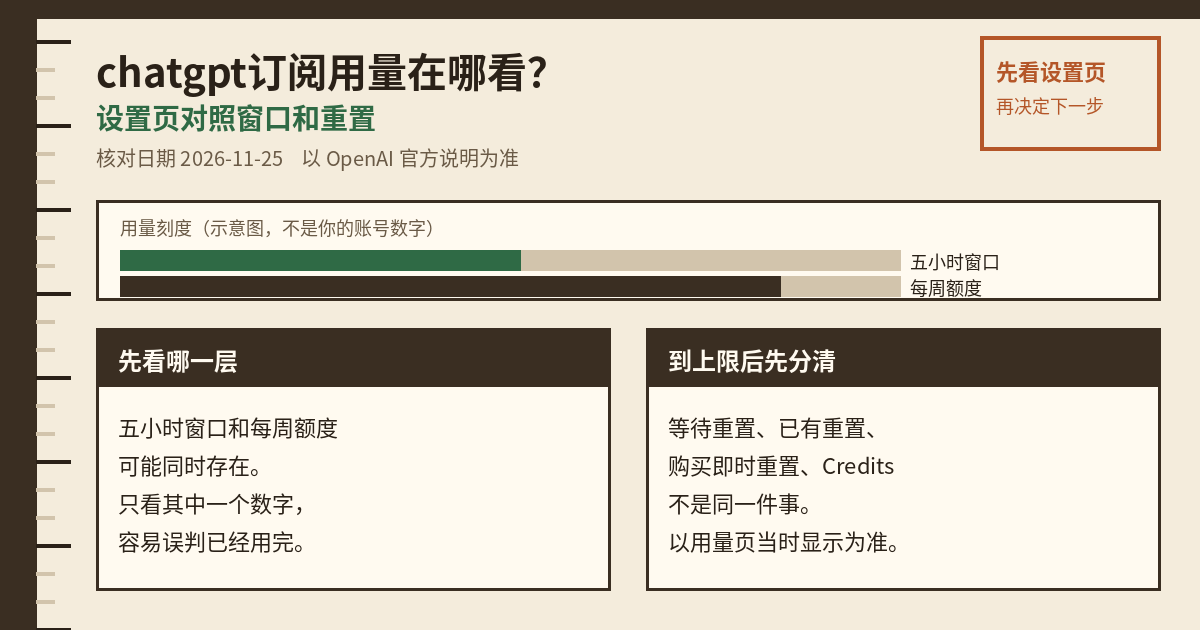 chatgpt订阅用量在哪看?
设置页对照窗口和重置
核对日期 2026-11-25 以 OpenAI 官方说明为准
先看设置页
再决定下一步
用量刻度（示意图，不是你的账号数字）
五小时窗口
每周额度
先看哪一层
五小时窗口和每周额度
可能同时存在。
只看其中一个数字，
容易误判已经用完。
到上限后先分清
等待重置、已有重置、
购买即时重置、Credits
不是同一件事。
以用量页当时显示为准。